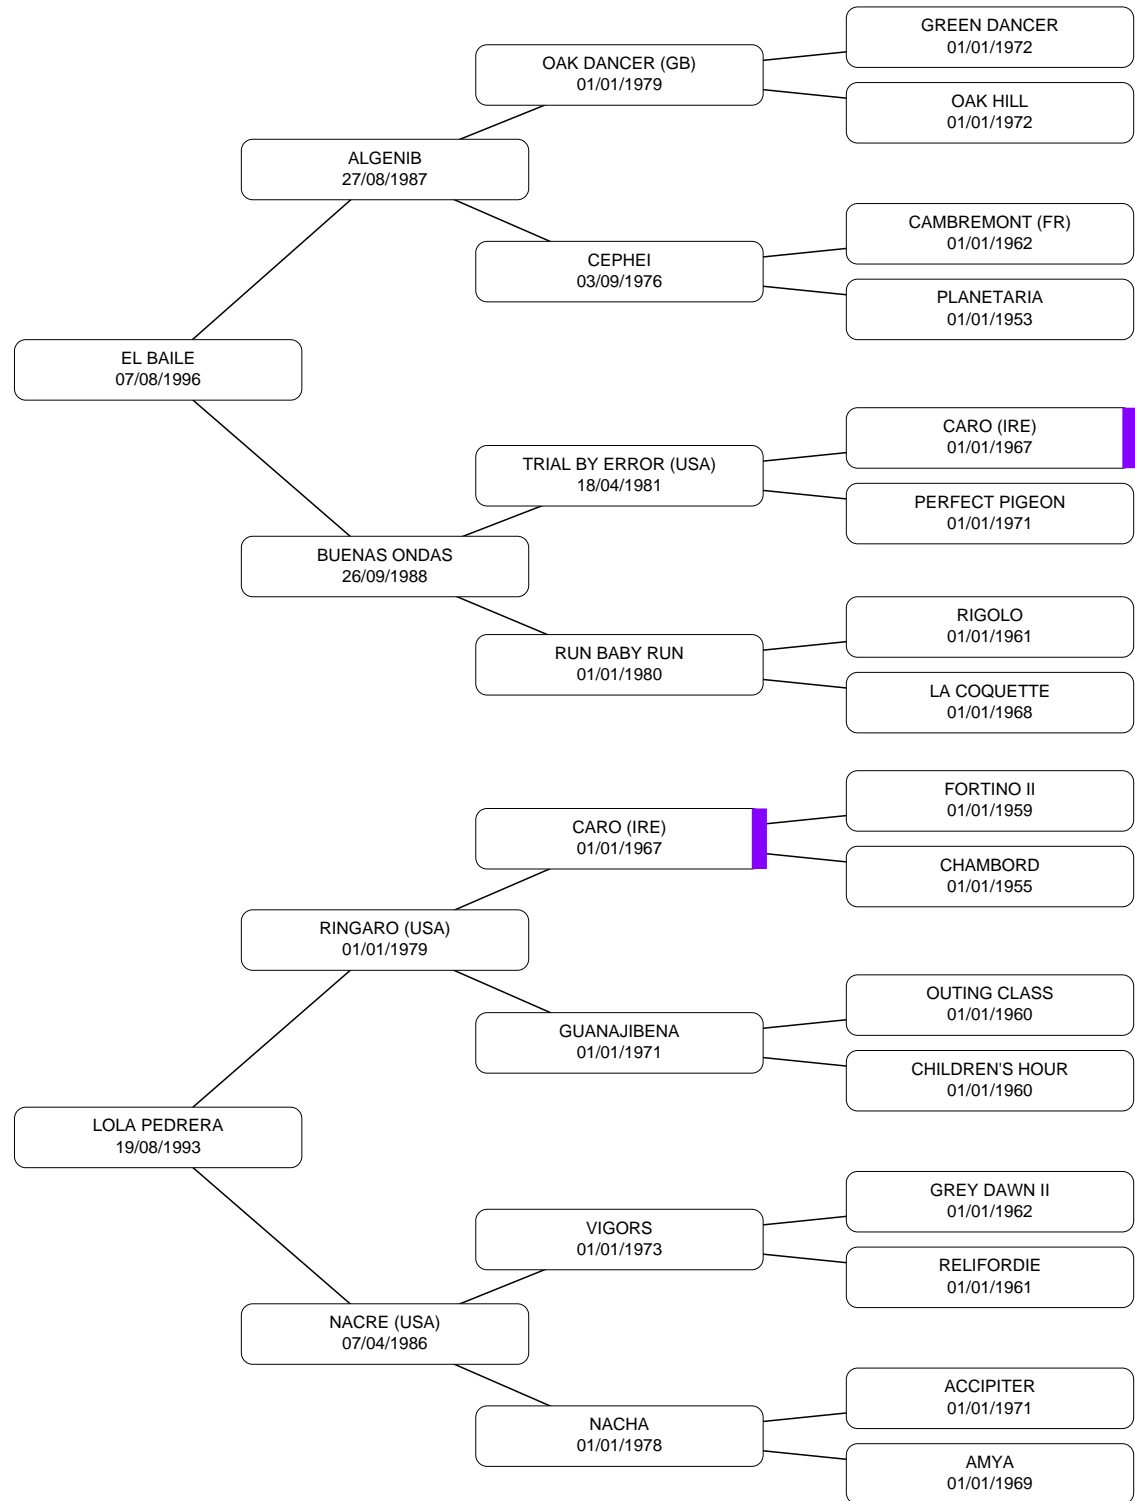 GREEN DANCER
01/01/1972
OAK DANCER (GB)
01/01/1979
OAK HILL
01/01/1972
ALGENIB
27/08/1987
CAMBREMONT (FR)
01/01/1962
CEPHEI
03/09/1976
PLANETARIA
01/01/1953
EL BAILE
07/08/1996
CARO (IRE)
01/01/1967
TRIAL BY ERROR (USA)
18/04/1981
PERFECT PIGEON
01/01/1971
BUENAS ONDAS
26/09/1988
RIGOLO
01/01/1961
RUN BABY RUN
01/01/1980
LA COQUETTE
01/01/1968
FORTINO II
01/01/1959
CARO (IRE)
01/01/1967
CHAMBORD
01/01/1955
RINGARO (USA)
01/01/1979
OUTING CLASS
01/01/1960
GUANAJIBENA
01/01/1971
CHILDREN'S HOUR
01/01/1960
LOLA PEDRERA
19/08/1993
GREY DAWN II
01/01/1962
VIGORS
01/01/1973
RELIFORDIE
01/01/1961
NACRE (USA)
07/04/1986
ACCIPITER
01/01/1971
NACHA
01/01/1978
AMYA
01/01/1969